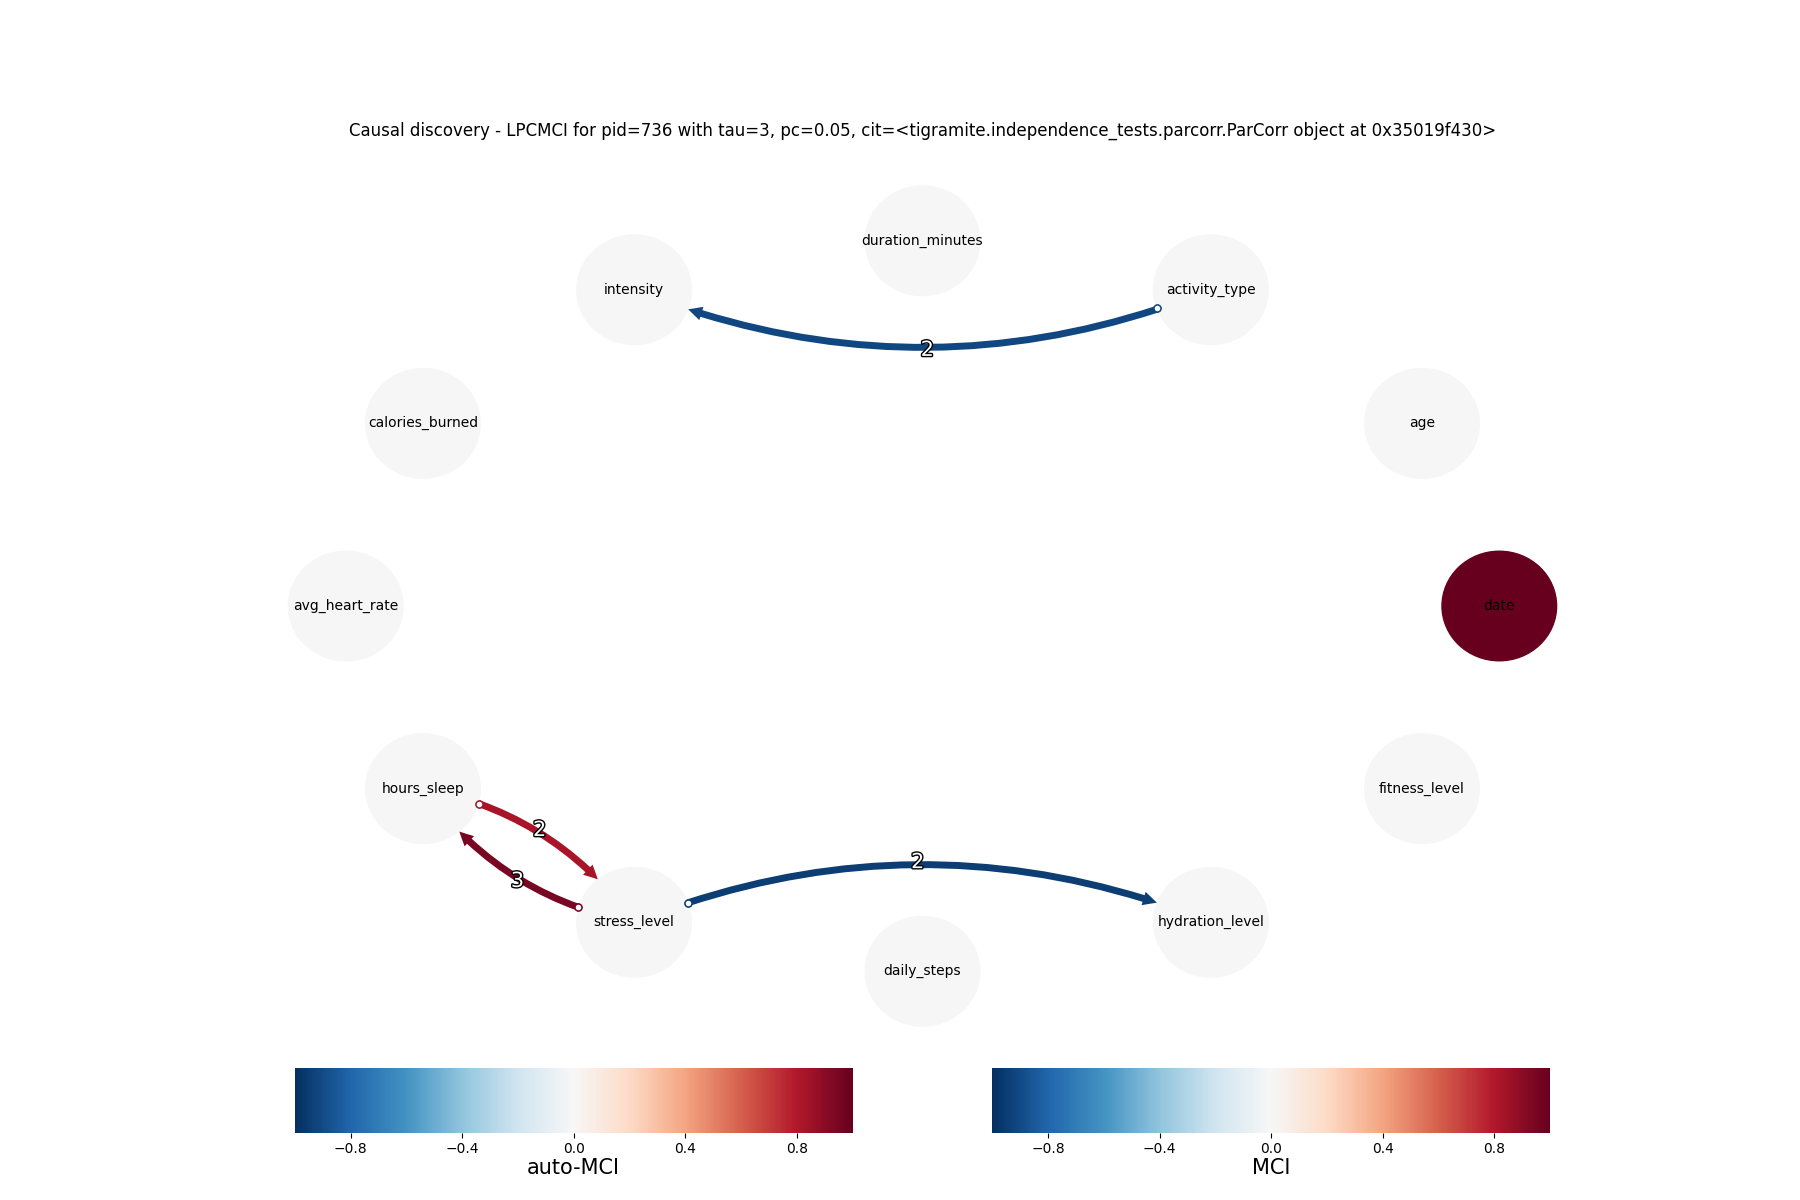 Causal discovery - LPCMCI for pid=736 with tau=3, pc=0.05, cit=<tigramite.independence_tests.parcorr.ParCorr object at 0x35019f430>
duration_minutes
intensity
activity_type
2
calories_burned
age
avg_heart_rate
date
hours_sleep
fitness_level
2
3
2
stress_level
hydration_level
daily_steps
−0.8 −0.4 0.0 0.4 0.8
auto-MCI
−0.8 −0.4 0.0 0.4 0.8
MCI